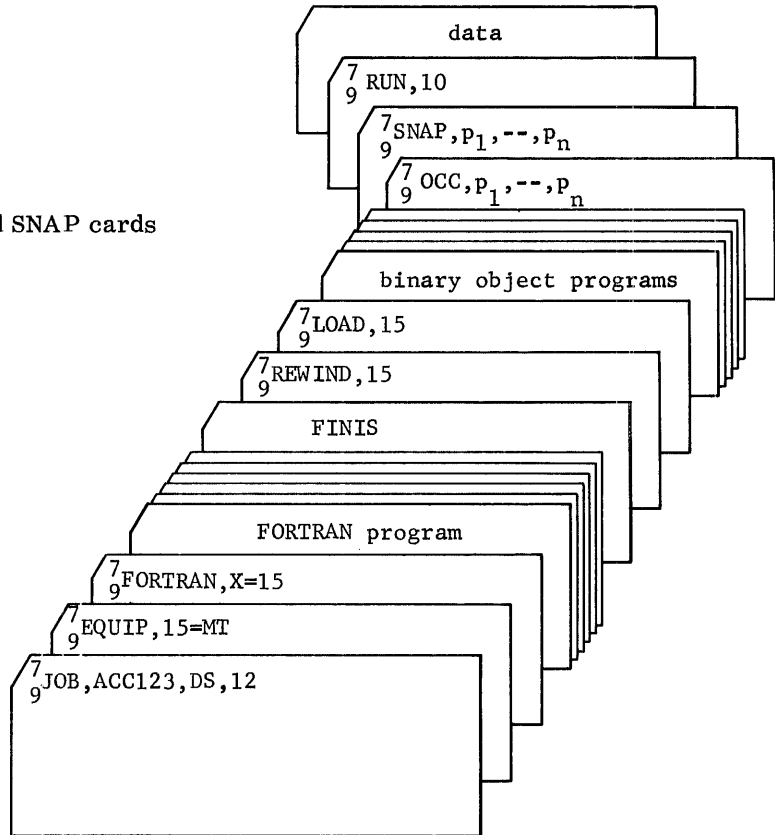 data
7/9 RUN,10
7/9 SNAP,p1,--,pn
7/9 OCC,p1,--,pn
SNAP cards
binary object programs
7/9 LOAD,15
7/9 REWIND,15
FINIS
FORTRAN program
7/9 FORTRAN,X=15
7/9 EQUIP,15=MT
7/9 JOB,ACC123,DS,12